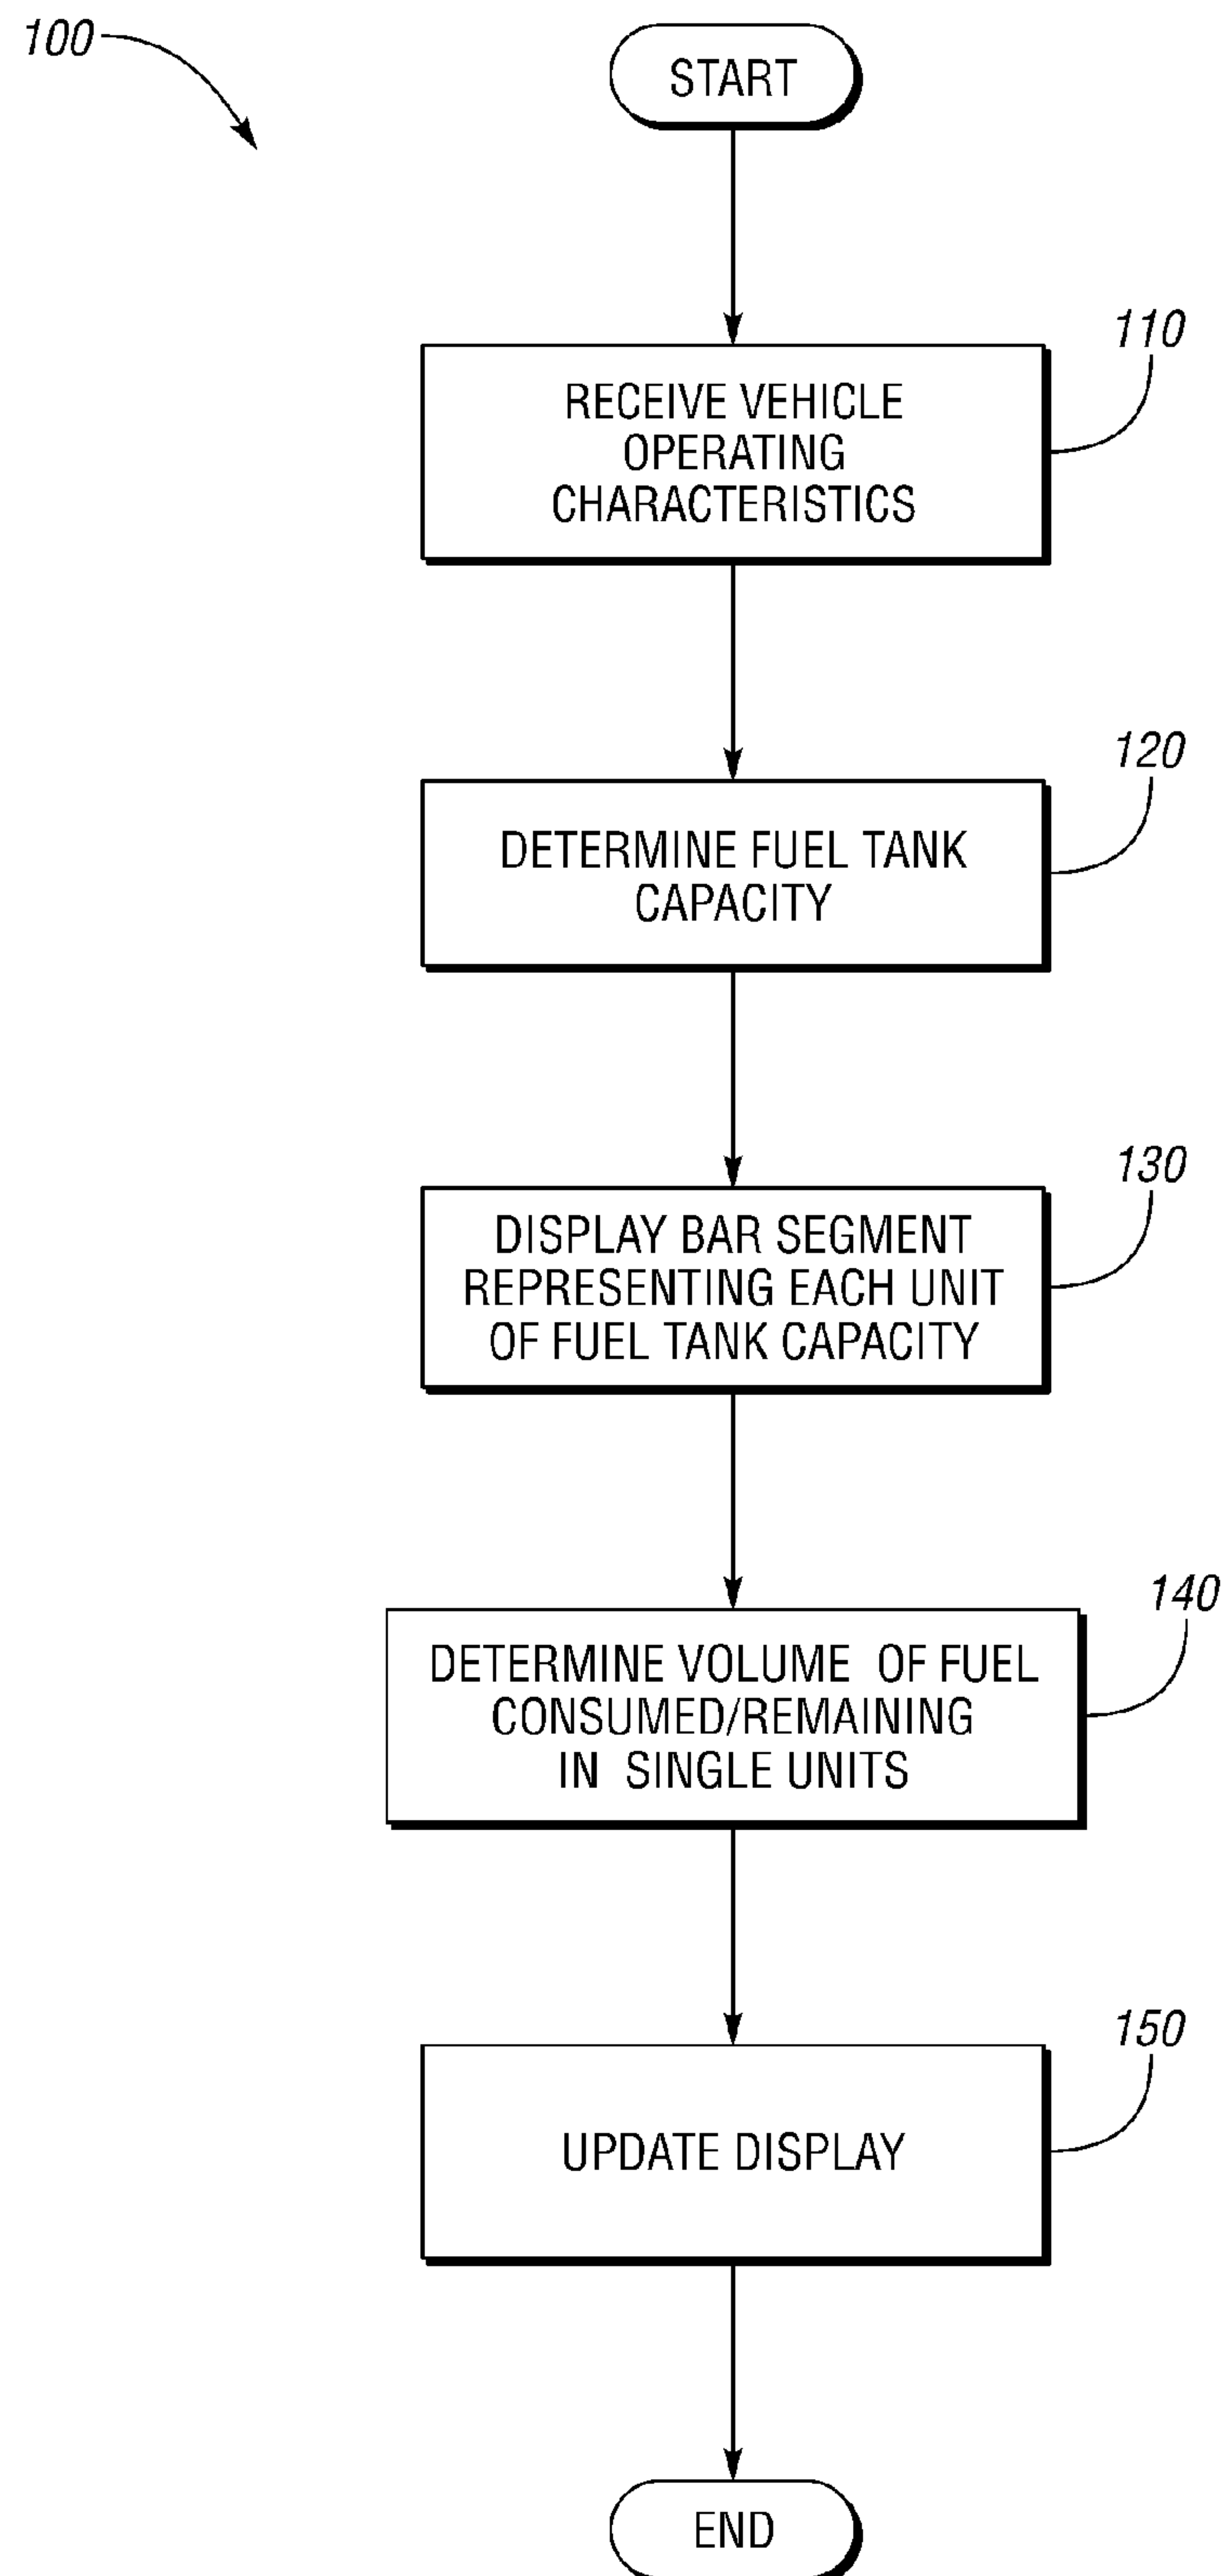 100
START
110
RECEIVE VEHICLE
OPERATING
CHARACTERISTICS
120
DETERMINE FUEL TANK
CAPACITY
130
DISPLAY BAR SEGMENT
REPRESENTING EACH UNIT
OF FUEL TANK CAPACITY
140
DETERMINE VOLUME OF FUEL
CONSUMED/REMAINING
IN SINGLE UNITS
150
UPDATE DISPLAY
END